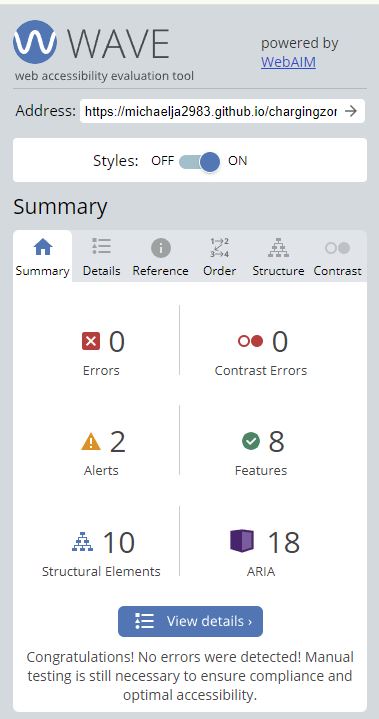 WAVE
web accessibility evaluation tool
powered by
WebAIM
Address: https://michaelja2983.github.io/chargingzor
Styles: OFF ON
Summary
Summary Details Reference Order Structure Contrast
0 0
Errors Contrast Errors
2 8
Alerts Features
10 18
Structural Elements ARIA
View details ›
Congratulations! No errors were detected! Manual
testing is still necessary to ensure compliance and
optimal accessibility.